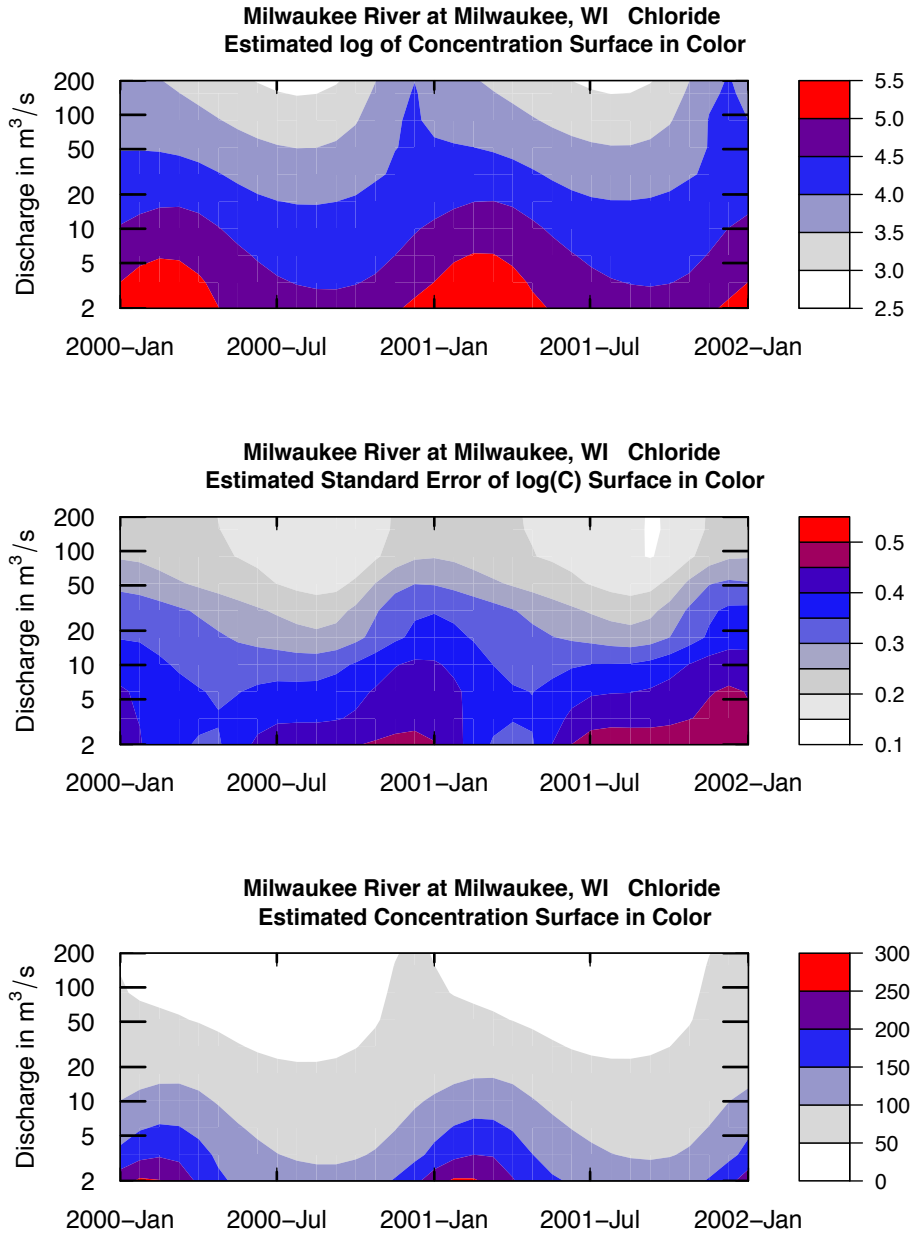 Milwaukee River at Milwaukee, WI Chloride
Estimated log of Concentration Surface in Color
Discharge in m³/s
200
100
50
20
10
5
2
2000−Jan
2000−Jul
2001−Jan
2001−Jul
2002−Jan
5.5
5.0
4.5
4.0
3.5
3.0
2.5
Milwaukee River at Milwaukee, WI Chloride
Estimated Standard Error of log(C) Surface in Color
Discharge in m³/s
200
100
50
20
10
5
2
2000−Jan
2000−Jul
2001−Jan
2001−Jul
2002−Jan
0.5
0.4
0.3
0.2
0.1
Milwaukee River at Milwaukee, WI Chloride
Estimated Concentration Surface in Color
Discharge in m³/s
200
100
50
20
10
5
2
2000−Jan
2000−Jul
2001−Jan
2001−Jul
2002−Jan
300
250
200
150
100
50
0